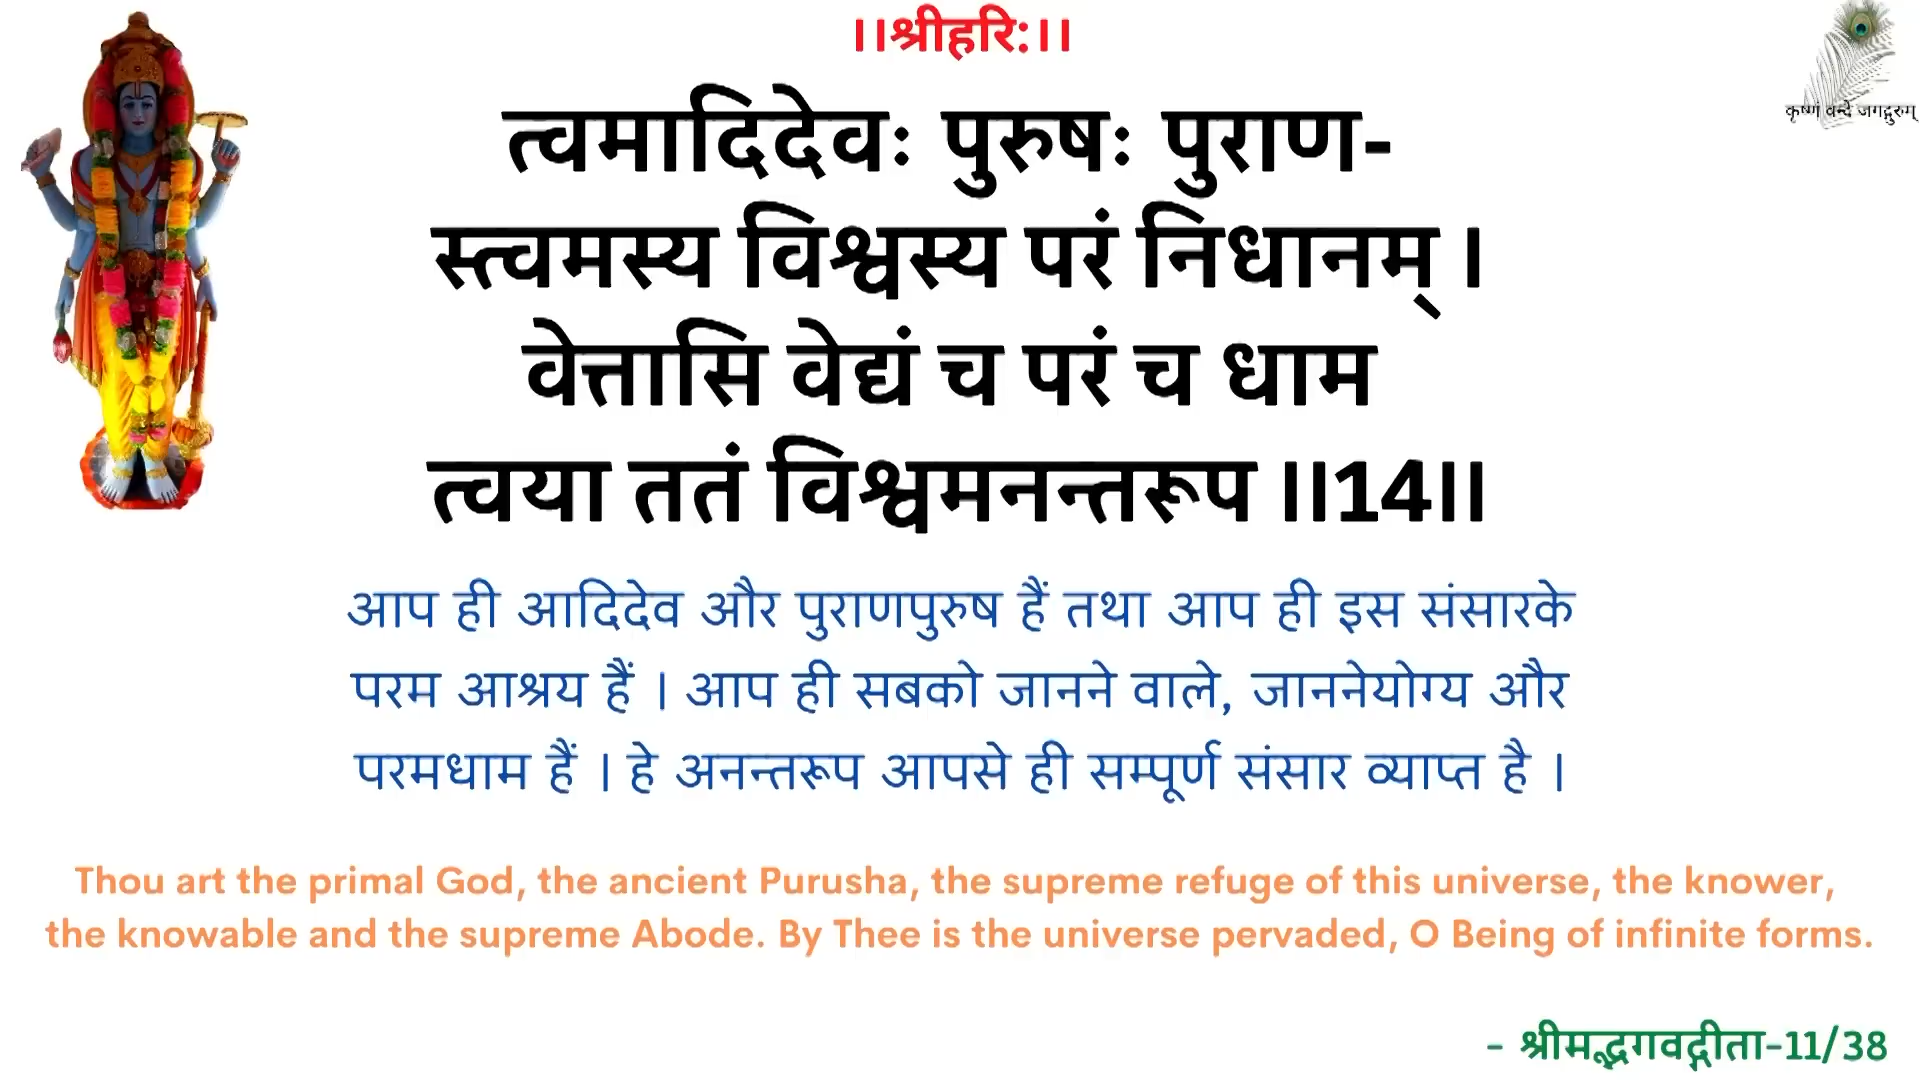 ।।श्रीहरि:।।
कृष्णं वन्दे जगद्गुरुम्
त्वमादिदेवः पुरुषः पुराण-
स्त्वमस्य विश्वस्य परं निधानम् ।
वेत्तासि वेद्यं च परं च धाम
त्वया ततं विश्वमनन्तरूप ।।14।।
आप ही आदिदेव और पुराणपुरुष हैं तथा आप ही इस संसारके
परम आश्रय हैं । आप ही सबको जानने वाले, जाननेयोग्य और
परमधाम हैं । हे अनन्तरूप आपसे ही सम्पूर्ण संसार व्याप्त है ।
Thou art the primal God, the ancient Purusha, the supreme refuge of this universe, the knower,
the knowable and the supreme Abode. By Thee is the universe pervaded, O Being of infinite forms.
- श्रीमद्भगवद्गीता-11/38